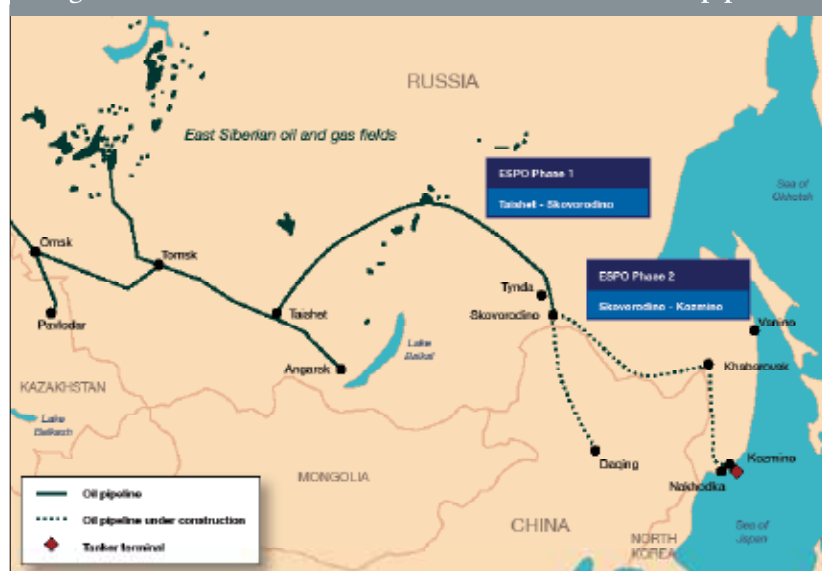 RUSSIA
East Siberian oil and gas fields
ESPO Phase 1
Taishet - Skovorodino
Sea of
Okhotsh
Omsk
Tomsk
ESPO Phase 2
Skovorodino - Kozmino
Tynda
Skovorodino
Taishet
Pavlodar
Vanino
Lake
Baikal
Angarsk
Khabarovsk
KAZAKHSTAN
Lake
Balkash
Daqing
Kozmino
Nakhodka
MONGOLIA
Oil pipeline
Oil pipeline under construction
Tanker terminal
CHINA
NORTH
KOREA
Sea of
Japan